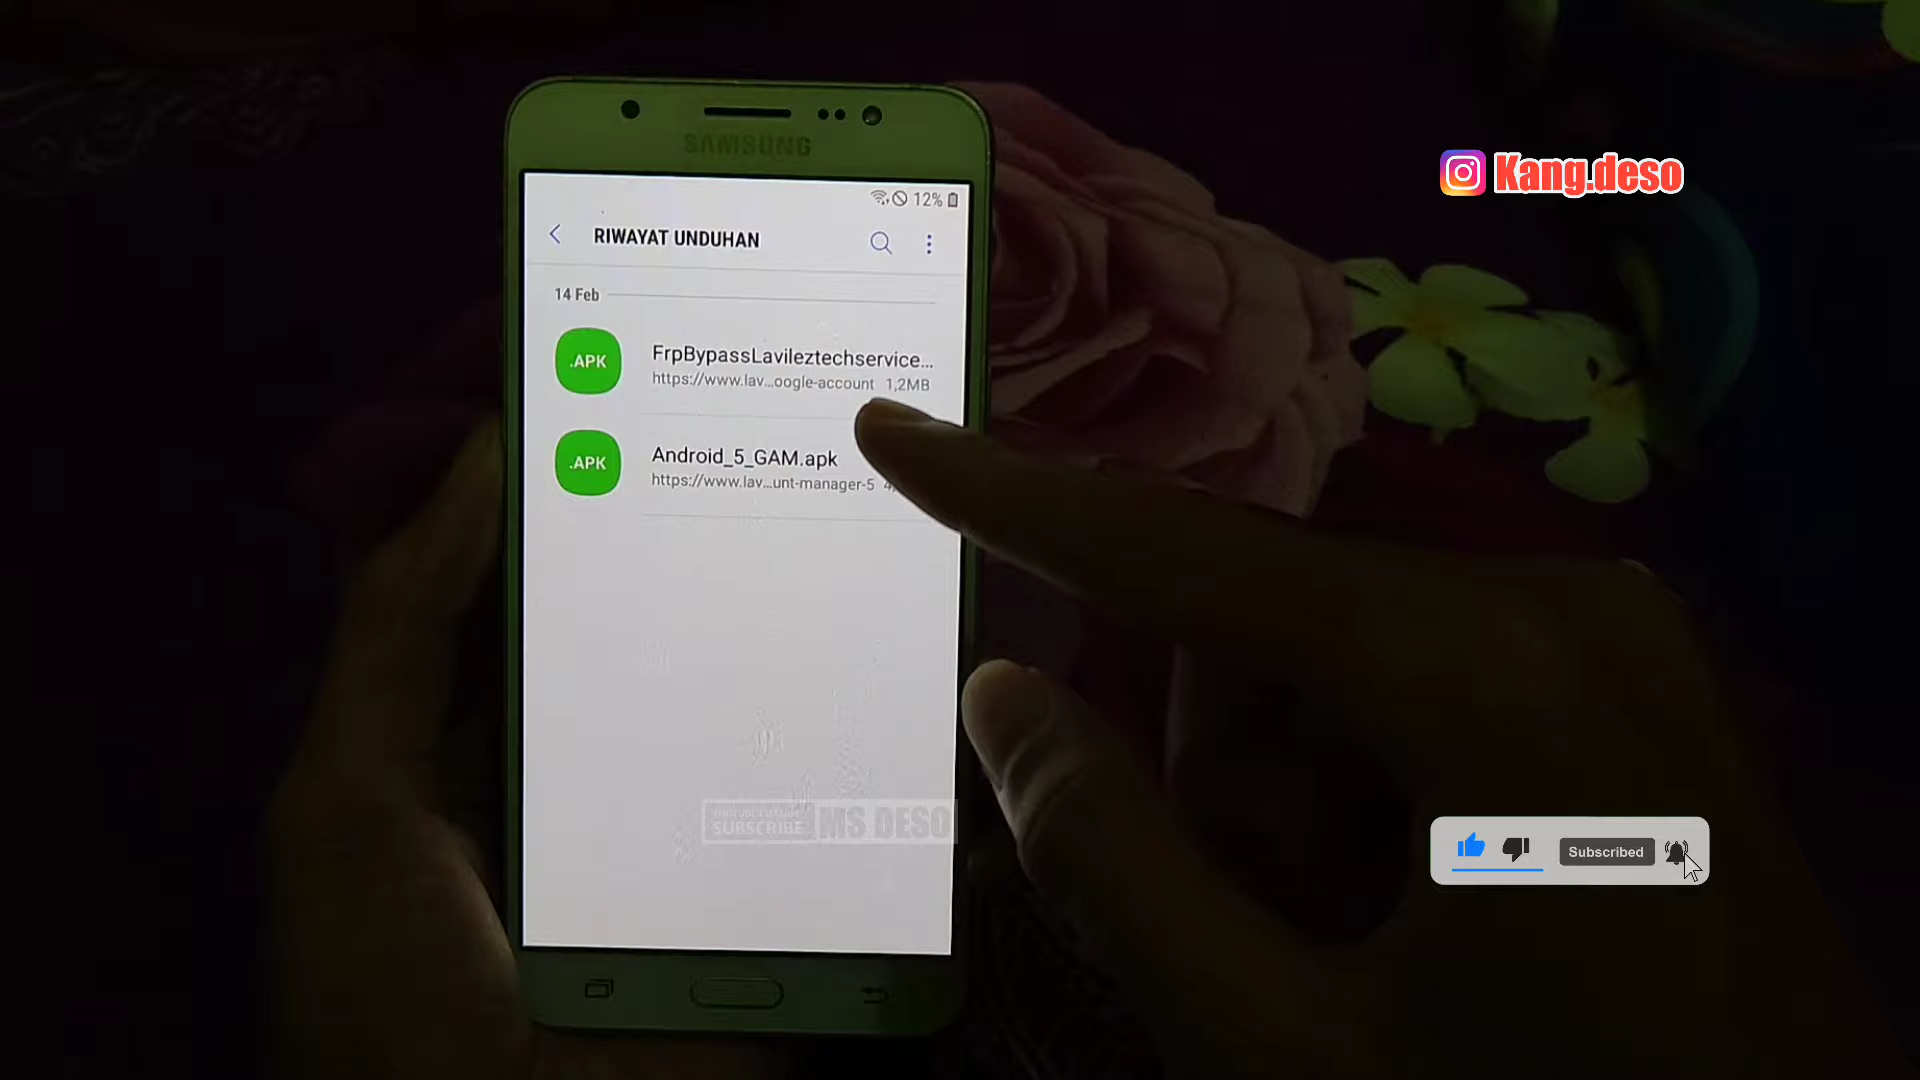 Kang.deso
SAMSUNG
12%
RIWAYAT UNDUHAN
14 Feb
.APK
FrpBypassLavileztechservice...
https://www.lav...oogle-account 1,2MB
.APK
Android_5_GAM.apk
https://www.lav...unt-manager-5 4,
SUBSCRIBE
MS DESO
Subscribed